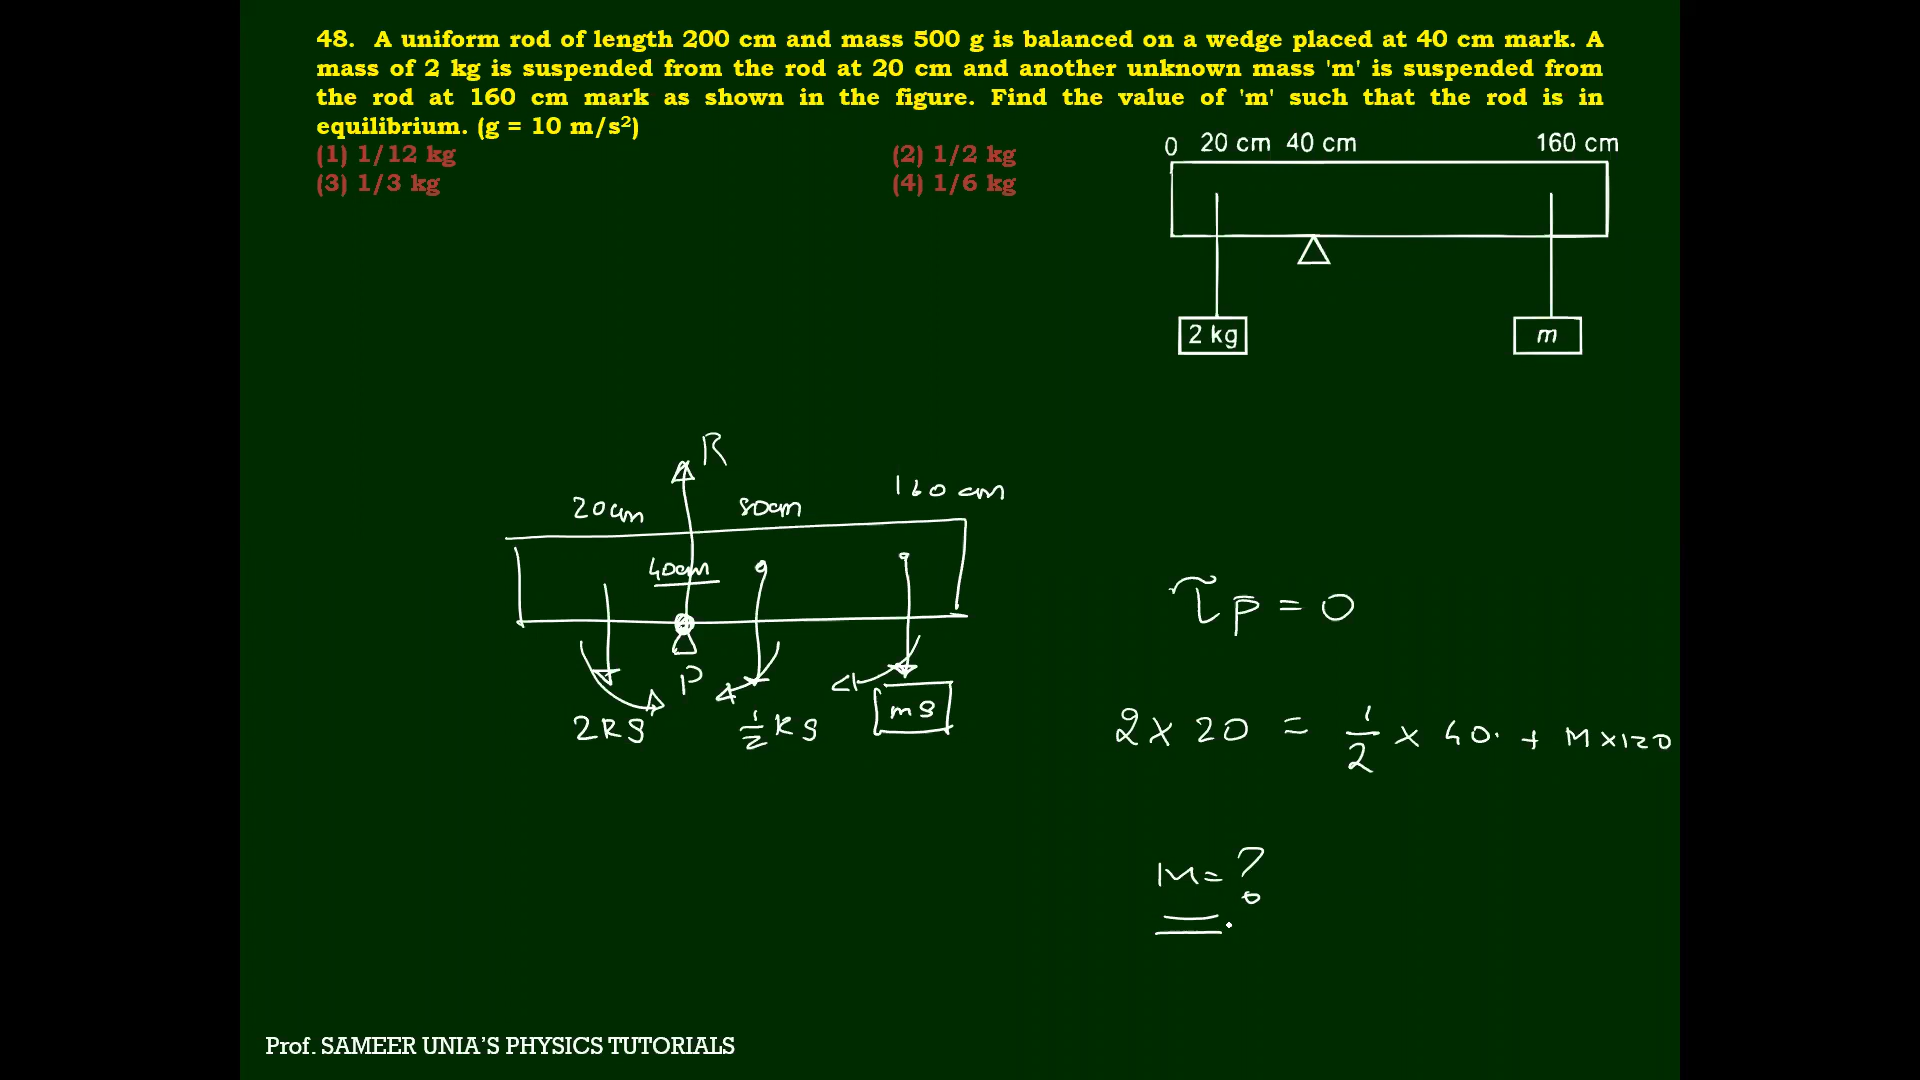 48. A uniform rod of length 200 cm and mass 500 g is balanced on a wedge placed at 40 cm mark. A
mass of 2 kg is suspended from the rod at 20 cm and another unknown mass 'm' is suspended from
the rod at 160 cm mark as shown in the figure. Find the value of 'm' such that the rod is in
equilibrium. (g = 10 m/s²)
(1) 1/12 kg (2) 1/2 kg
(3) 1/3 kg (4) 1/6 kg
0 20 cm 40 cm 160 cm
2 kg m
R
20cm 80cm 160 cm
40cm
P
2kg 1/2 kg mg
τp = 0
2 x 20 = 1/2 x 40 + M x 120
M = ?
Prof. SAMEER UNIA'S PHYSICS TUTORIALS